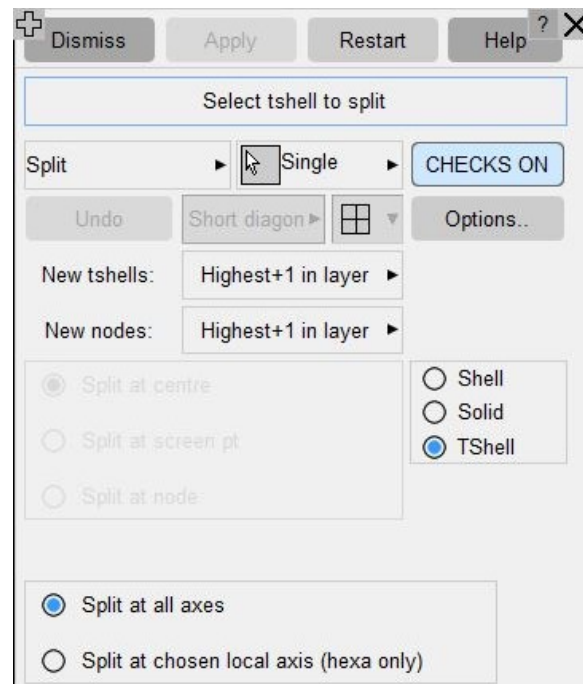 Dismiss Apply Restart Help ?
Select tshell to split
Split Single CHECKS ON
Undo Short diagon Options..
New tshells: Highest+1 in layer
New nodes: Highest+1 in layer
Split at centre
Split at screen pt
Split at node
Shell
Solid
TShell
Split at all axes
Split at chosen local axis (hexa only)